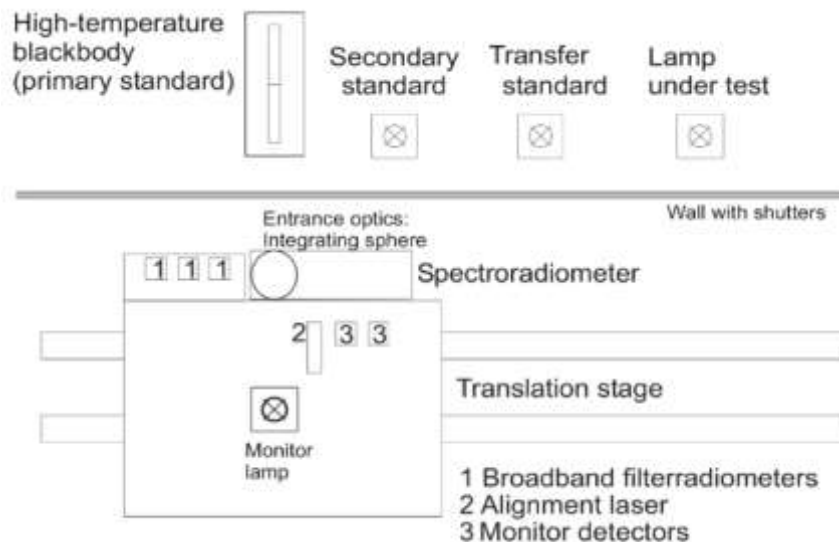 High-temperature
blackbody
(primary standard)
Secondary
standard
Transfer
standard
Lamp
under test
Wall with shutters
Entrance optics:
Integrating sphere
1 1 1
Spectroradiometer
2 3 3
Translation stage
Monitor
lamp
1 Broadband filterradiometers
2 Alignment laser
3 Monitor detectors